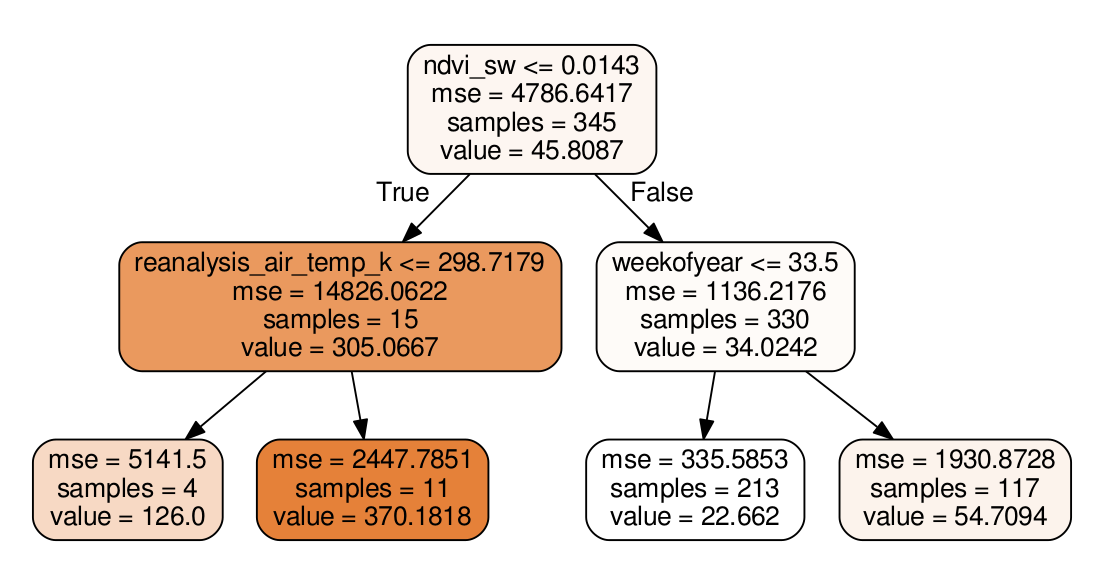 ndvi_sw <= 0.0143
mse = 4786.6417
samples = 345
value = 45.8087
True
False
reanalysis_air_temp_k <= 298.7179
mse = 14826.0622
samples = 15
value = 305.0667
weekofyear <= 33.5
mse = 1136.2176
samples = 330
value = 34.0242
mse = 5141.5
samples = 4
value = 126.0
mse = 2447.7851
samples = 11
value = 370.1818
mse = 335.5853
samples = 213
value = 22.662
mse = 1930.8728
samples = 117
value = 54.7094